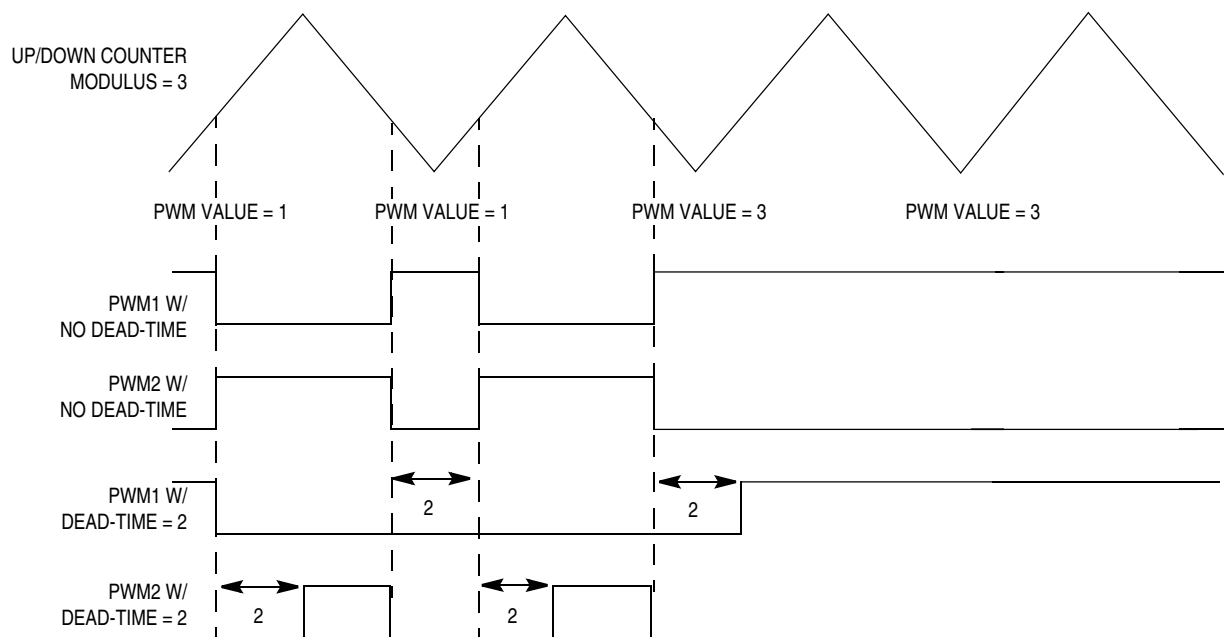 UP/DOWN COUNTER
MODULUS = 3
PWM VALUE = 1
PWM VALUE = 1
PWM VALUE = 3
PWM VALUE = 3
PWM1 W/
NO DEAD-TIME
PWM2 W/
NO DEAD-TIME
PWM1 W/
DEAD-TIME = 2
2
2
PWM2 W/
DEAD-TIME = 2
2
2